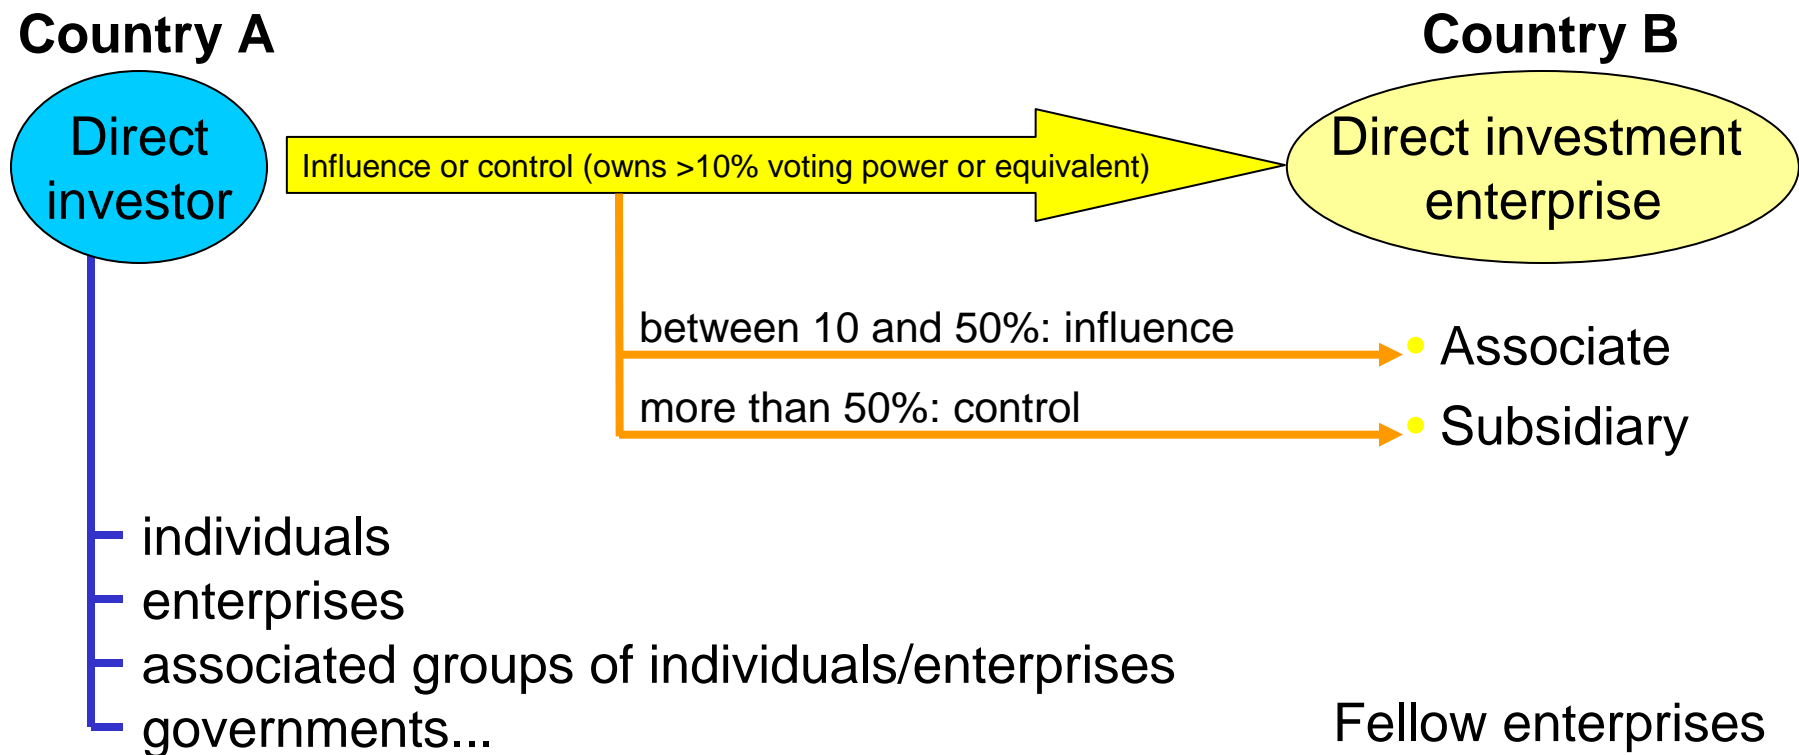 Country A
Country B
Direct
investor
Influence or control (owns >10% voting power or equivalent)
Direct investment
enterprise
between 10 and 50%: influence
• Associate
more than 50%: control
• Subsidiary
individuals
enterprises
associated groups of individuals/enterprises
governments...
Fellow enterprises